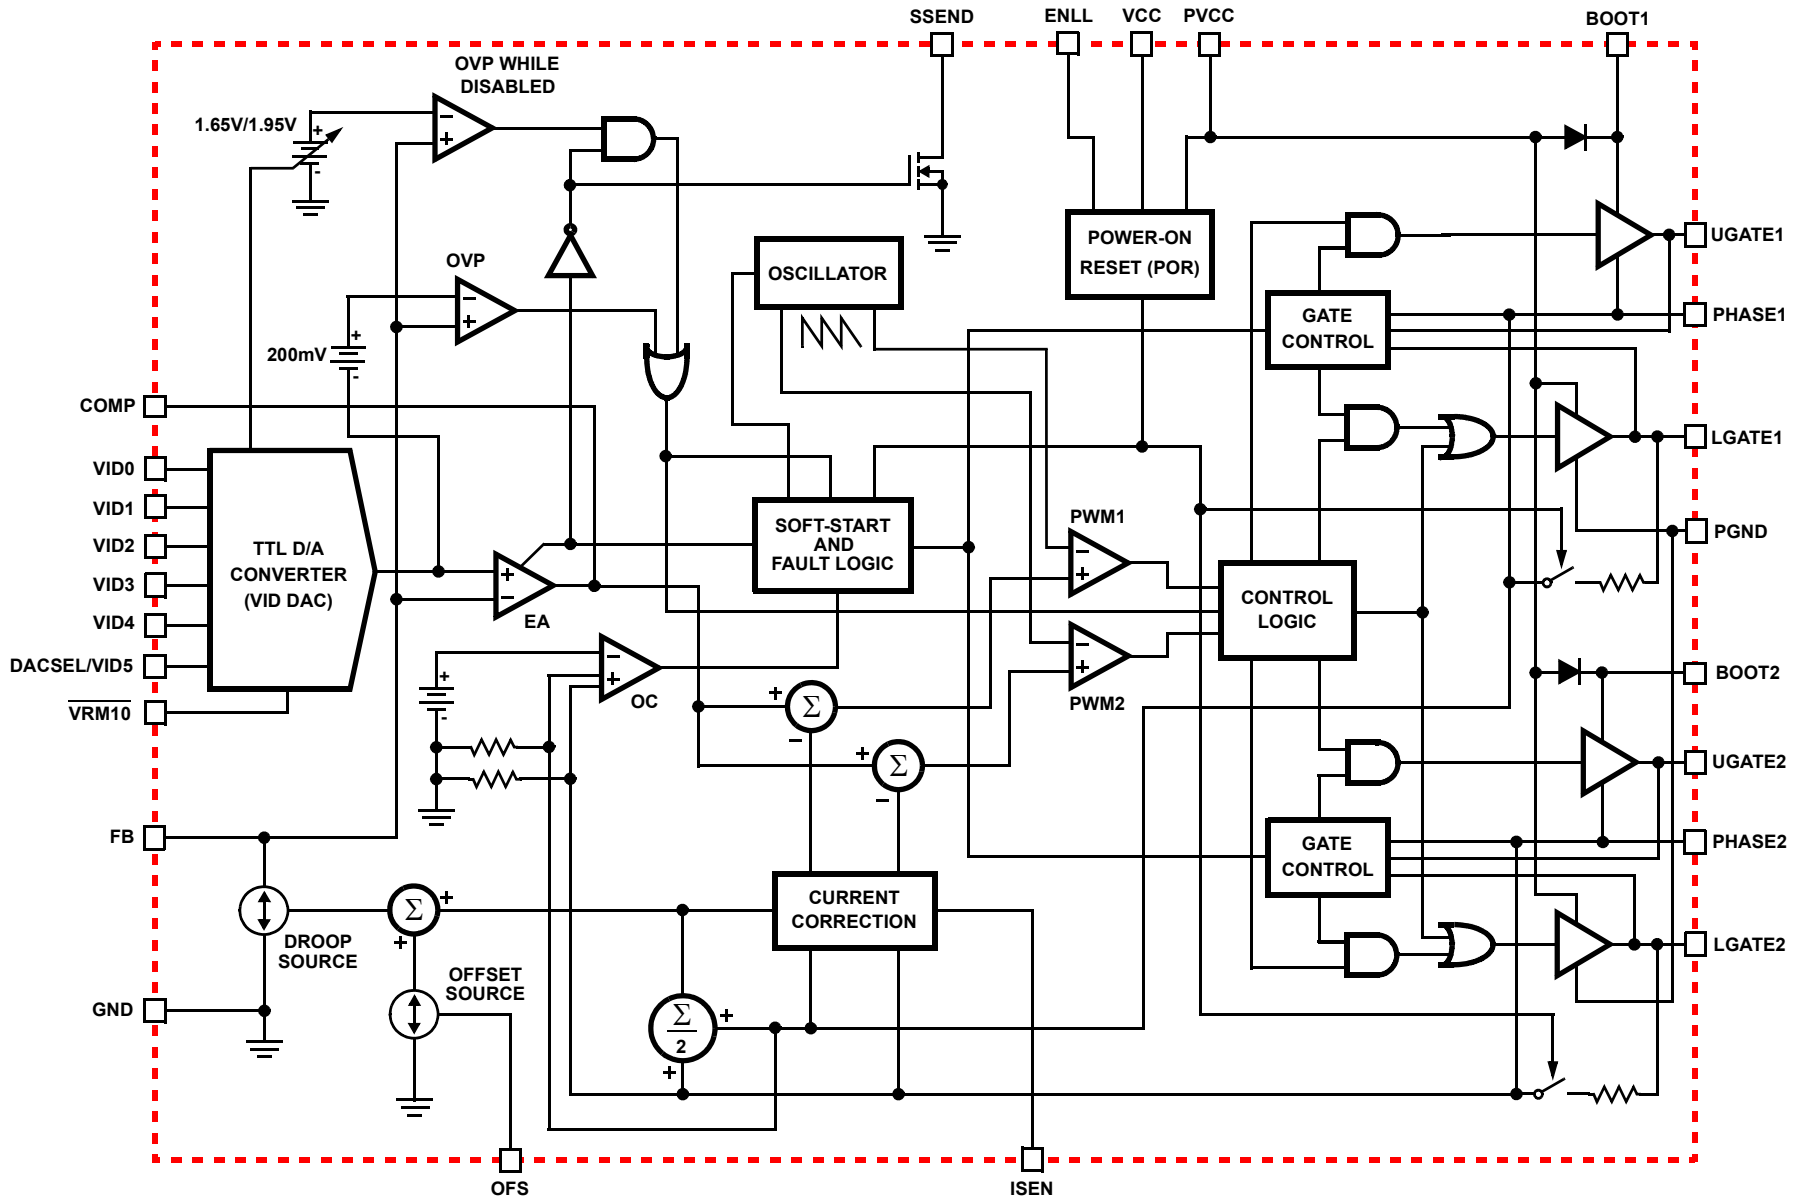 SSEND
ENLL
VCC
PVCC
BOOT1
OVP WHILE
DISABLED
1.65V/1.95V
+
-
−
+
OVP
−
+
200mV
+
-
OSCILLATOR
POWER-ON
RESET (POR)
UGATE1
GATE
CONTROL
PHASE1
COMP
LGATE1
VID0
VID1
VID2
VID3
VID4
DACSEL/VID5
VRM10
TTL D/A
CONVERTER
(VID DAC)
+
−
EA
SOFT-START
AND
FAULT LOGIC
PWM1
−
+
PGND
CONTROL
LOGIC
−
+
PWM2
+
-
−
+
+
OC
+
Σ
−
+
Σ
−
BOOT2
UGATE2
FB
GATE
CONTROL
PHASE2
CURRENT
CORRECTION
Σ
+
+
DROOP
SOURCE
OFFSET
SOURCE
LGATE2
GND
Σ
2
+
+
OFS
ISEN